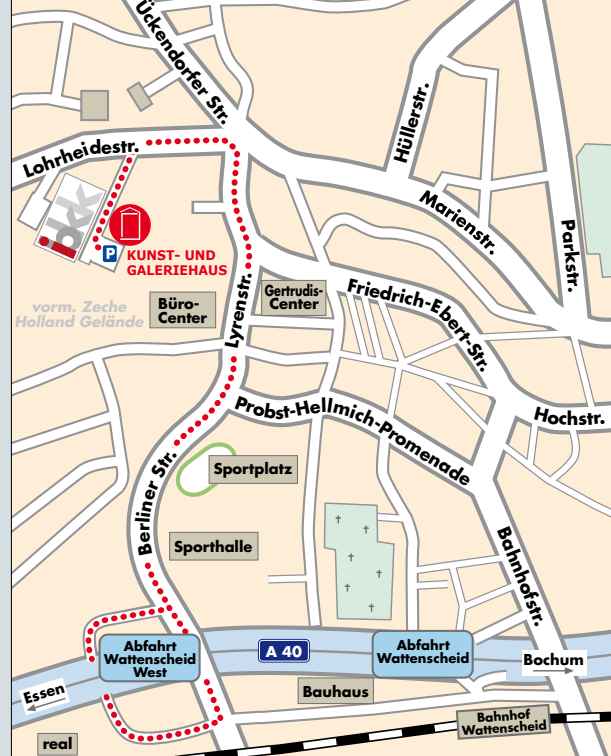 Ückendorfer Str.
Hüllerstr.
Lohrheidestr.
Marienstr.
Parkstr.
P
KUNST- UND
GALERIEHAUS
Lyrenstr.
vorm. Zeche
Holland Gelände
Büro-
Center
Gertrudis-
Center
Friedrich-Ebert-Str.
Probst-Hellmich-Promenade
Hochstr.
Berliner Str.
Sportplatz
Sporthalle
Bahnhofstr.
Abfahrt
Wattenscheid
West
A 40
Abfahrt
Wattenscheid
Bochum
Essen
Bauhaus
Bahnhof
Wattenscheid
real